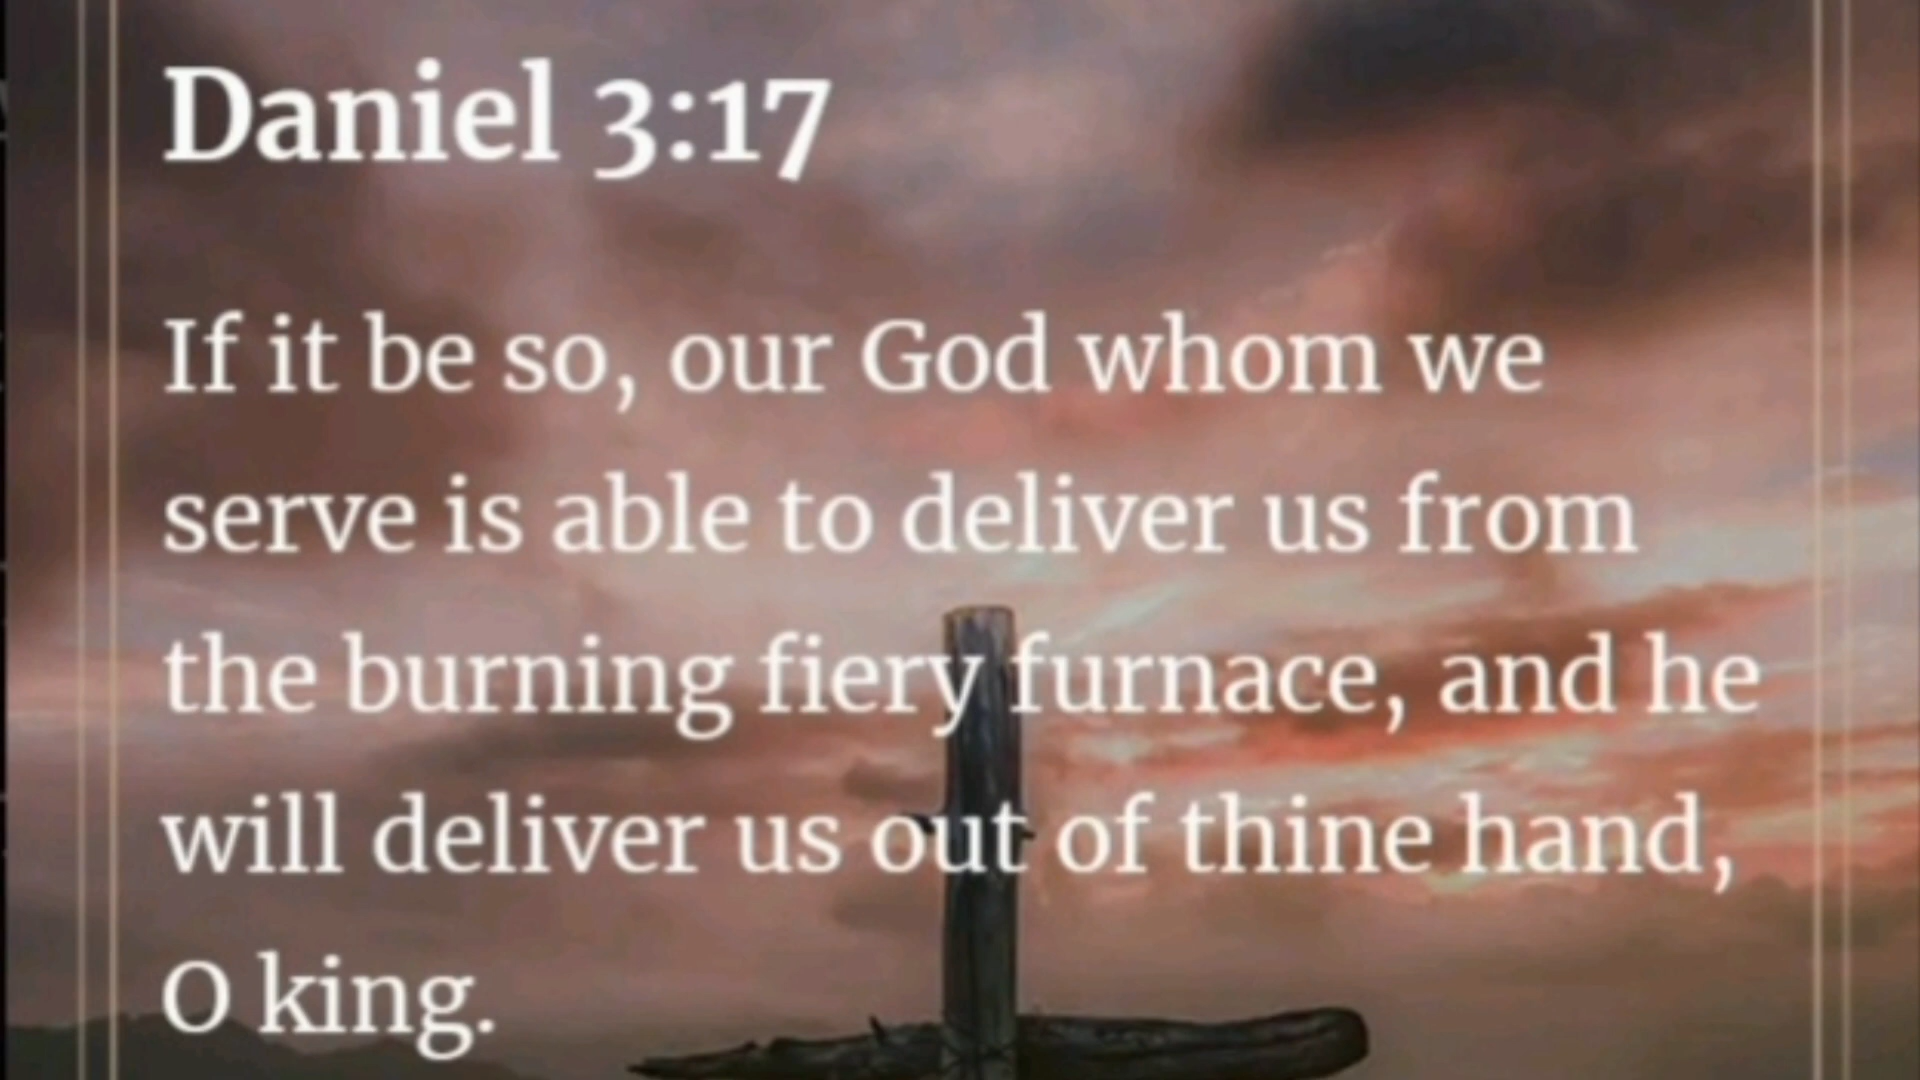 Daniel 3:17
If it be so, our God whom we
serve is able to deliver us from
the burning fiery furnace, and he
will deliver us out of thine hand,
O king.